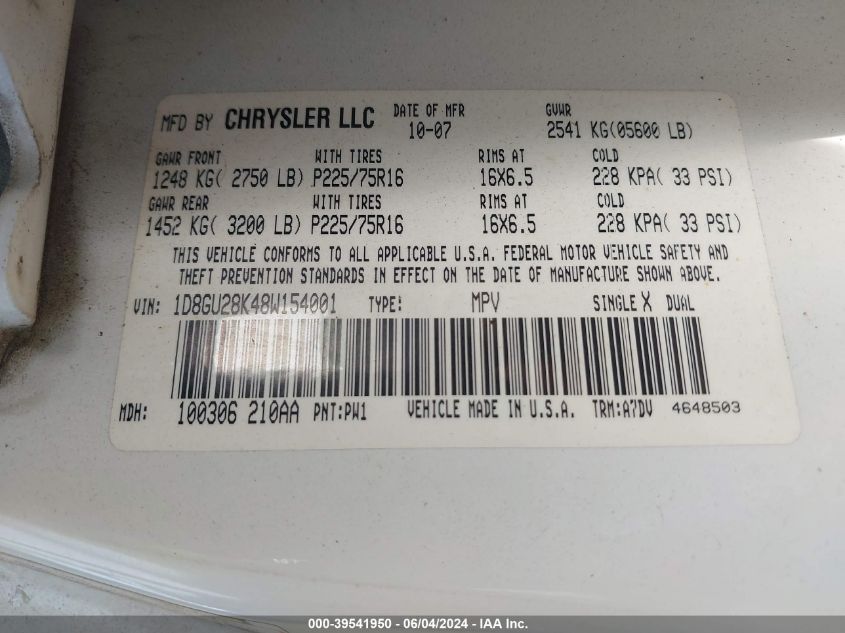 MFD BY CHRYSLER LLC DATE OF MFR 10-07 GVWR 2541 KG(05600 LB)
GAWR FRONT WITH TIRES RIMS AT COLD
1248 KG( 2750 LB) P225/75R16 16X6.5 228 KPA( 33 PSI)
GAWR REAR WITH TIRES RIMS AT COLD
1452 KG( 3200 LB) P225/75R16 16X6.5 228 KPA( 33 PSI)
THIS VEHICLE CONFORMS TO ALL APPLICABLE U.S.A. FEDERAL MOTOR VEHICLE SAFETY AND
THEFT PREVENTION STANDARDS IN EFFECT ON THE DATE OF MANUFACTURE SHOWN ABOVE.
VIN: 1D8GU28K48W154001 TYPE: MPV SINGLE X DUAL
MDH: 100306 210AA PNT:PW1 VEHICLE MADE IN U.S.A. TRM:A7DV 4648503
000-39541950 - 06/04/2024 - IAA Inc.